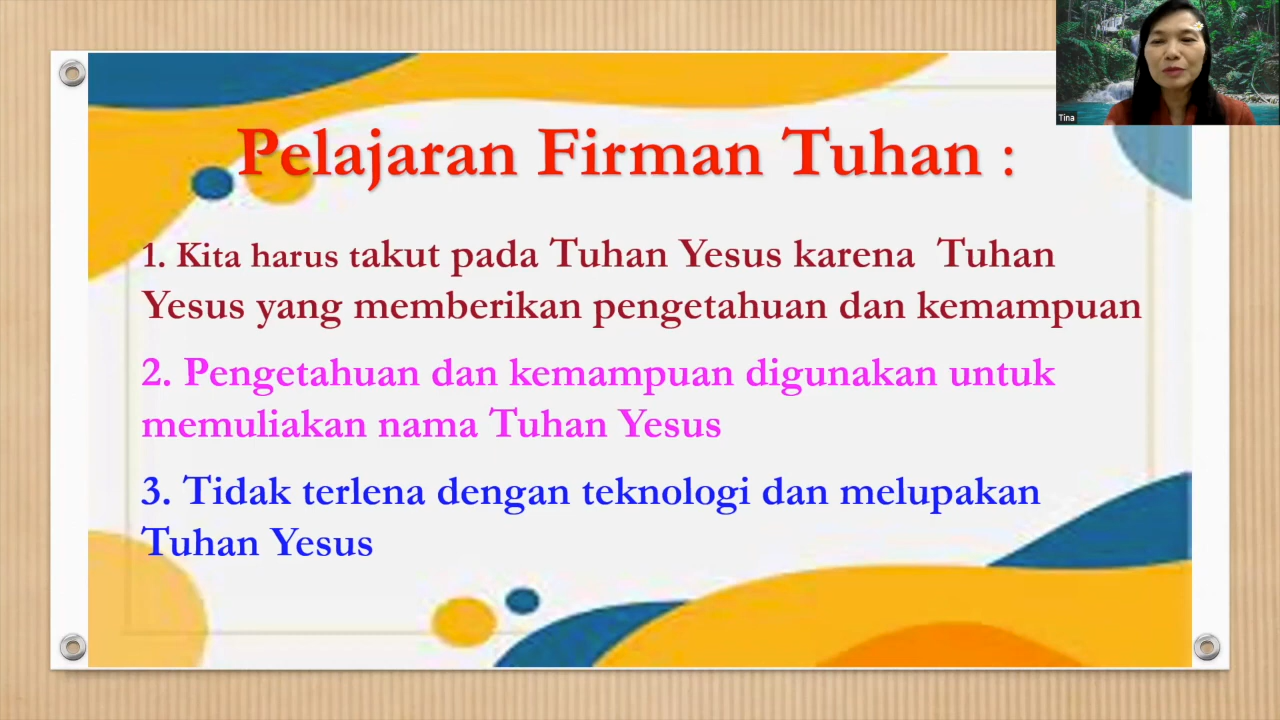 Pelajaran Firman Tuhan :
1. Kita harus takut pada Tuhan Yesus karena Tuhan
Yesus yang memberikan pengetahuan dan kemampuan
2. Pengetahuan dan kemampuan digunakan untuk
memuliakan nama Tuhan Yesus
3. Tidak terlena dengan teknologi dan melupakan
Tuhan Yesus
Tina